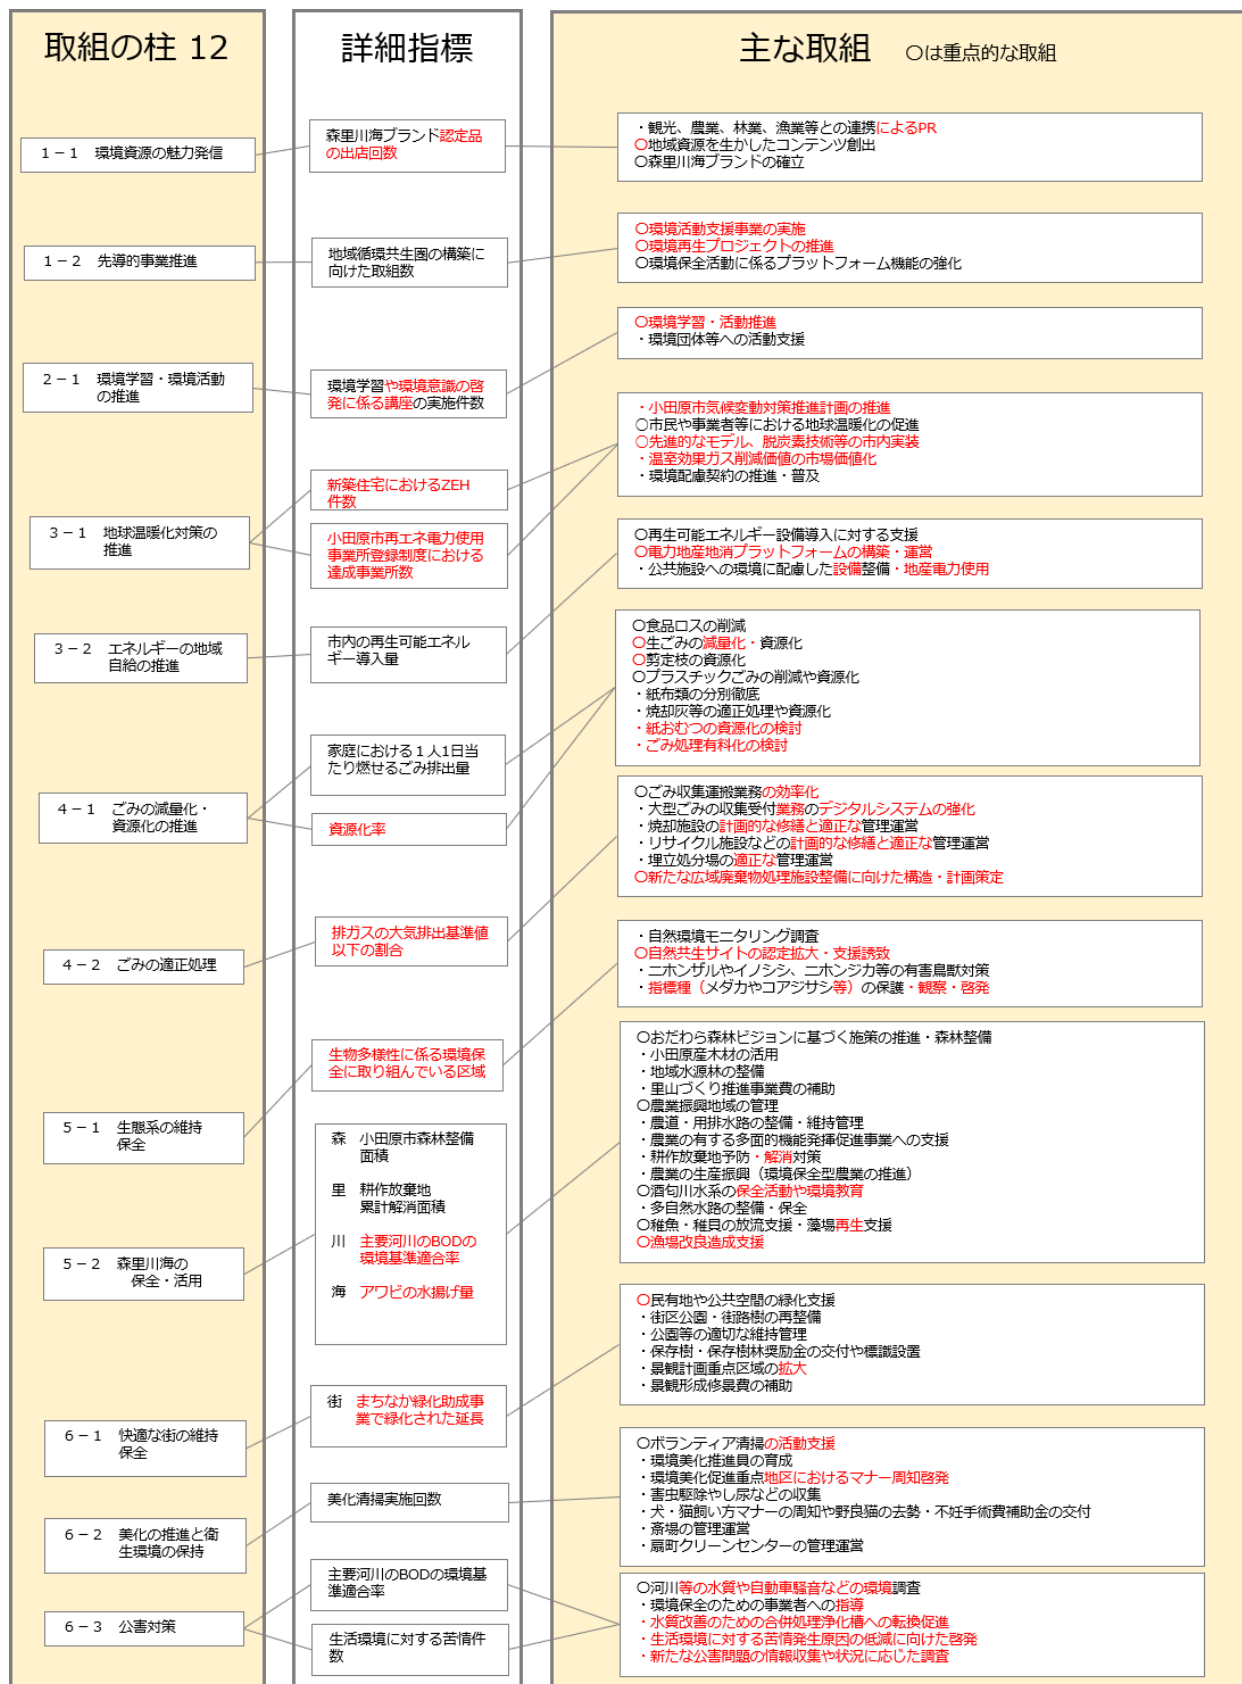 取組の柱 12
1－1　環境資源の魅力発信
1－2　先導的事業推進
2－1　環境学習・環境活動
の推進
3－1　地球温暖化対策の
推進
3－2　エネルギーの地域
自給の推進
4－1　ごみの減量化・
資源化の推進
4－2　ごみの適正処理
5－1　生態系の維持
保全
5－2　森里川海の
保全・活用
6－1　快適な街の維持
保全
6－2　美化の推進と衛
生環境の保持
6－3　公害対策
詳細指標
森里川海ブランド認定品
の出店回数
地域循環共生圏の構築に
向けた取組数
環境学習や環境意識の啓
発に係る講座の実施件数
新築住宅におけるZEH
件数
小田原市再エネ電力使用
事業所登録制度における
達成事業所数
市内の再生可能エネル
ギー導入量
家庭における１人1日当
たり燃せるごみ排出量
資源化率
排ガスの大気排出基準値
以下の割合
生物多様性に係る環境保
全に取り組んでいる区域
森　小田原市森林整備
面積
里　耕作放棄地
累計解消面積
川　主要河川のBODの
環境基準適合率
海　アワビの水揚げ量
街　まちなか緑化助成事
業で緑化された延長
美化清掃実施回数
主要河川のBODの環境基
準適合率
生活環境に対する苦情件
数
主な取組　○は重点的な取組
・観光、農業、林業、漁業等との連携によるPR
○地域資源を生かしたコンテンツ創出
○森里川海ブランドの確立
○環境活動支援事業の実施
○環境再生プロジェクトの推進
○環境保全活動に係るプラットフォーム機能の強化
○環境学習・活動推進
・環境団体等への活動支援
・小田原市気候変動対策推進計画の推進
○市民や事業者等における地球温暖化の促進
○先進的なモデル、脱炭素技術等の市内実装
・温室効果ガス削減価値の市場価値化
・環境配慮契約の推進・普及
○再生可能エネルギー設備導入に対する支援
○電力地産地消プラットフォームの構築・運営
・公共施設への環境に配慮した設備整備・地産電力使用
○食品ロスの削減
○生ごみの減量化・資源化
○剪定枝の資源化
○プラスチックごみの削減や資源化
・紙布類の分別徹底
・焼却灰等の適正処理や資源化
・紙おむつの資源化の検討
・ごみ処理有料化の検討
○ごみ収集運搬業務の効率化
・大型ごみの収集受付業務のデジタルシステムの強化
・焼却施設の計画的な修繕と適正な管理運営
・リサイクル施設などの計画的な修繕と適正な管理運営
・埋立処分場の適正な管理運営
○新たな広域廃棄物処理施設整備に向けた構造・計画策定
・自然環境モニタリング調査
○自然共生サイトの認定拡大・支援誘致
・ニホンザルやイノシシ、ニホンジカ等の有害鳥獣対策
・指標種（メダカやコアジサシ等）の保護・観察・啓発
○おだわら森林ビジョンに基づく施策の推進・森林整備
・小田原産木材の活用
・地域水源林の整備
・里山づくり推進事業費の補助
○農業振興地域の管理
・農道・用排水路の整備・維持管理
・農業の有する多面的機能発揮促進事業への支援
・耕作放棄地予防・解消対策
・農業の生産振興（環境保全型農業の推進）
○酒匂川水系の保全活動や環境教育
・多自然水路の整備・保全
○稚魚・稚貝の放流支援・藻場再生支援
○漁場改良造成支援
○民有地や公共空間の緑化支援
・街区公園・街路樹の再整備
・公園等の適切な維持管理
・保存樹・保存樹林奨励金の交付や標識設置
・景観計画重点区域の拡大
・景観形成修景費の補助
○ボランティア清掃の活動支援
・環境美化推進員の育成
・環境美化促進重点地区におけるマナー周知啓発
・害虫駆除やし尿などの収集
・犬・猫飼い方マナーの周知や野良猫の去勢・不妊手術費補助金の交付
・斎場の管理運営
・扇町クリーンセンターの管理運営
○河川等の水質や自動車騒音などの環境調査
・環境保全のための事業者への指導
・水質改善のための合併処理浄化槽への転換促進
・生活環境に対する苦情発生原因の低減に向けた啓発
・新たな公害問題の情報収集や状況に応じた調査